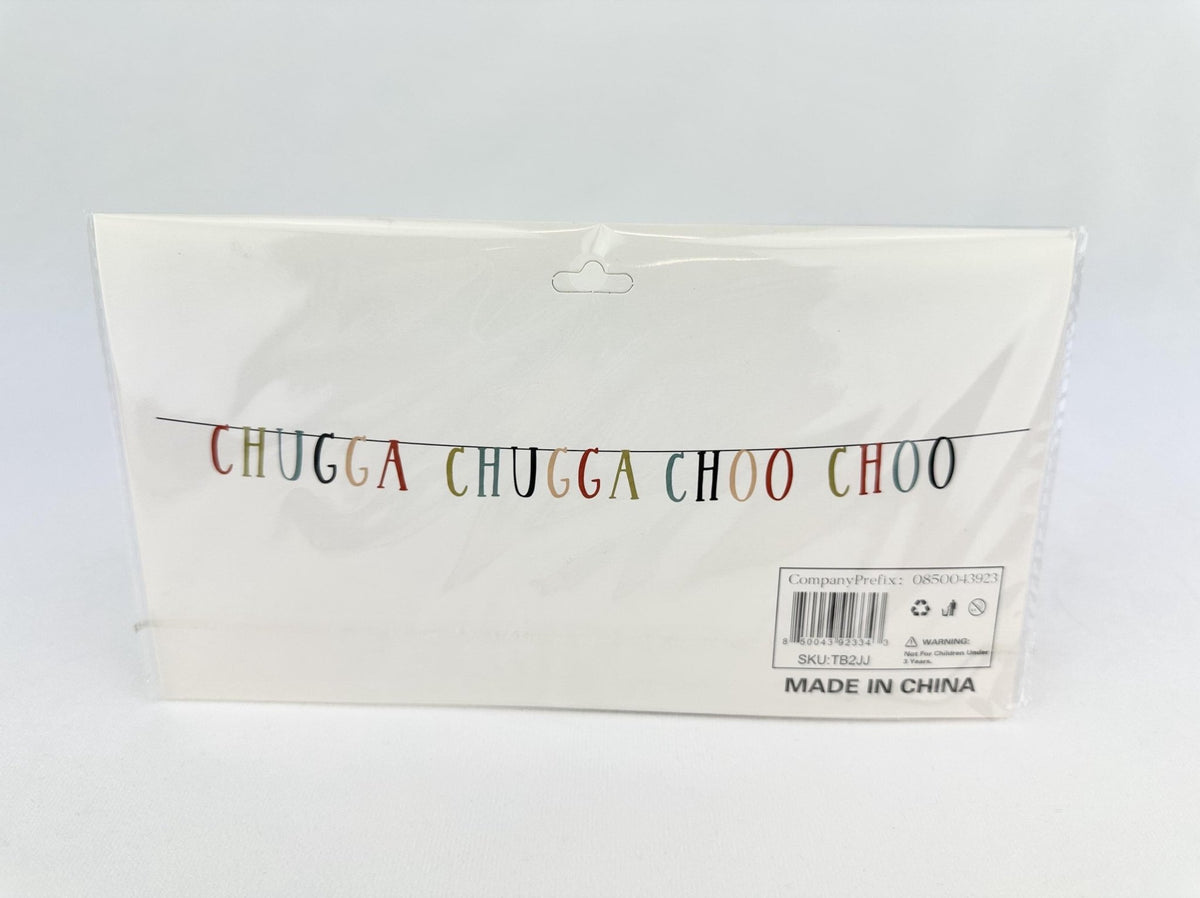 CHUGGA CHUGGA CHOO CHOO
CompanyPrefix: 0850043923
8 50043 92334 3
SKU:TB2JJ
WARNING:
Not For Children Under
3 Years.
MADE IN CHINA